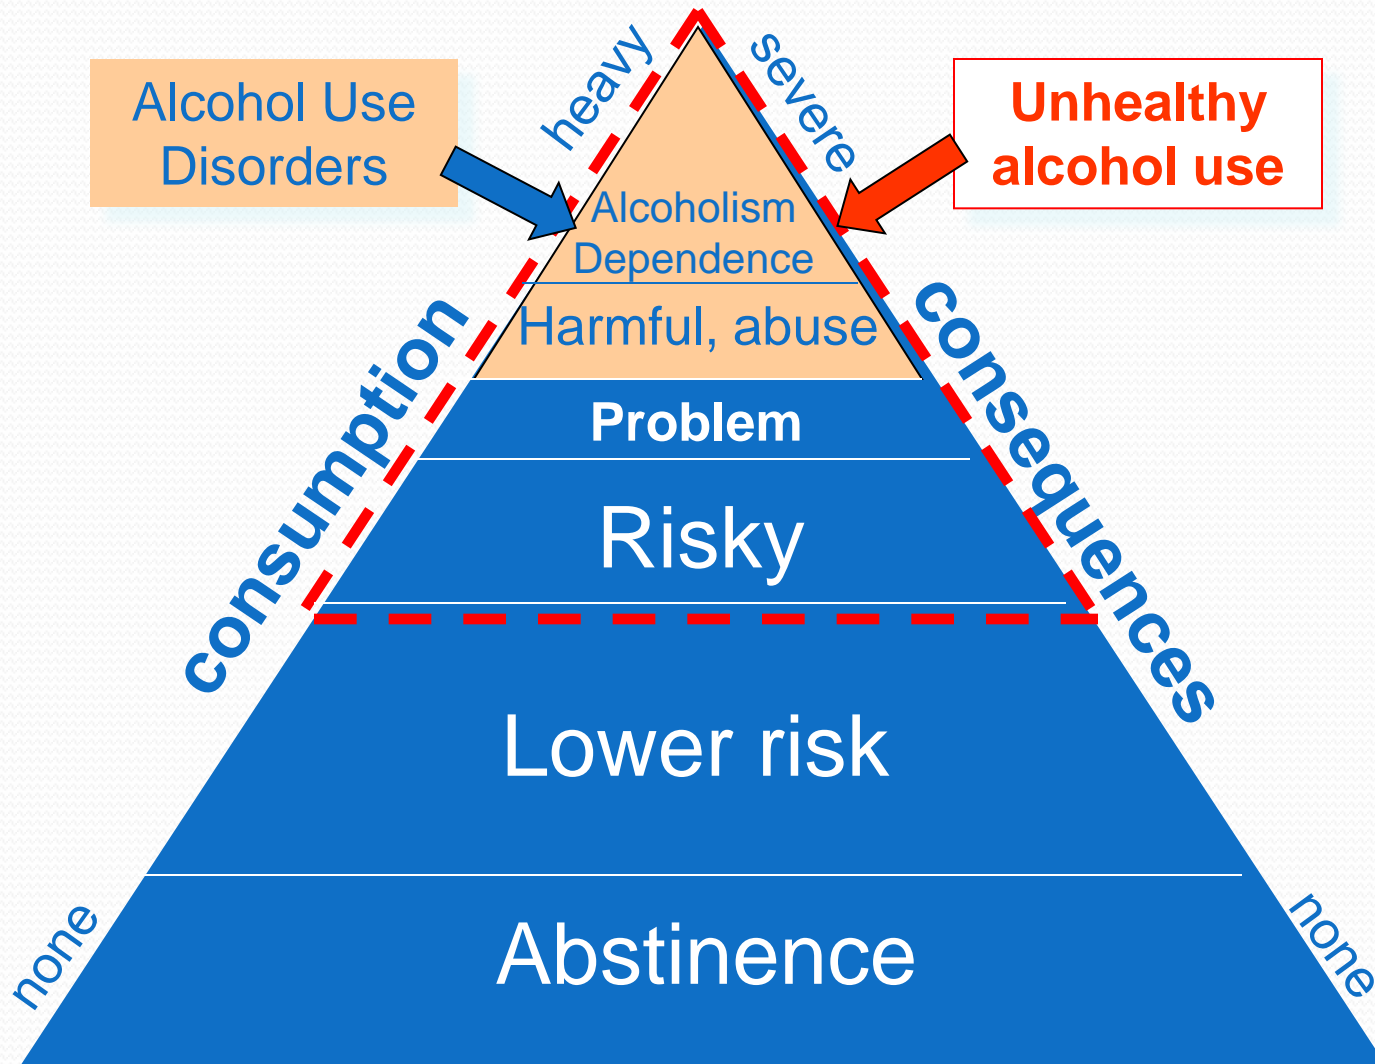 Alcohol Use
Disorders
heavy
severe
Unhealthy
alcohol use
Alcoholism
Dependence
Harmful, abuse
consumption
consequences
Problem
Risky
Lower risk
Abstinence
none
none